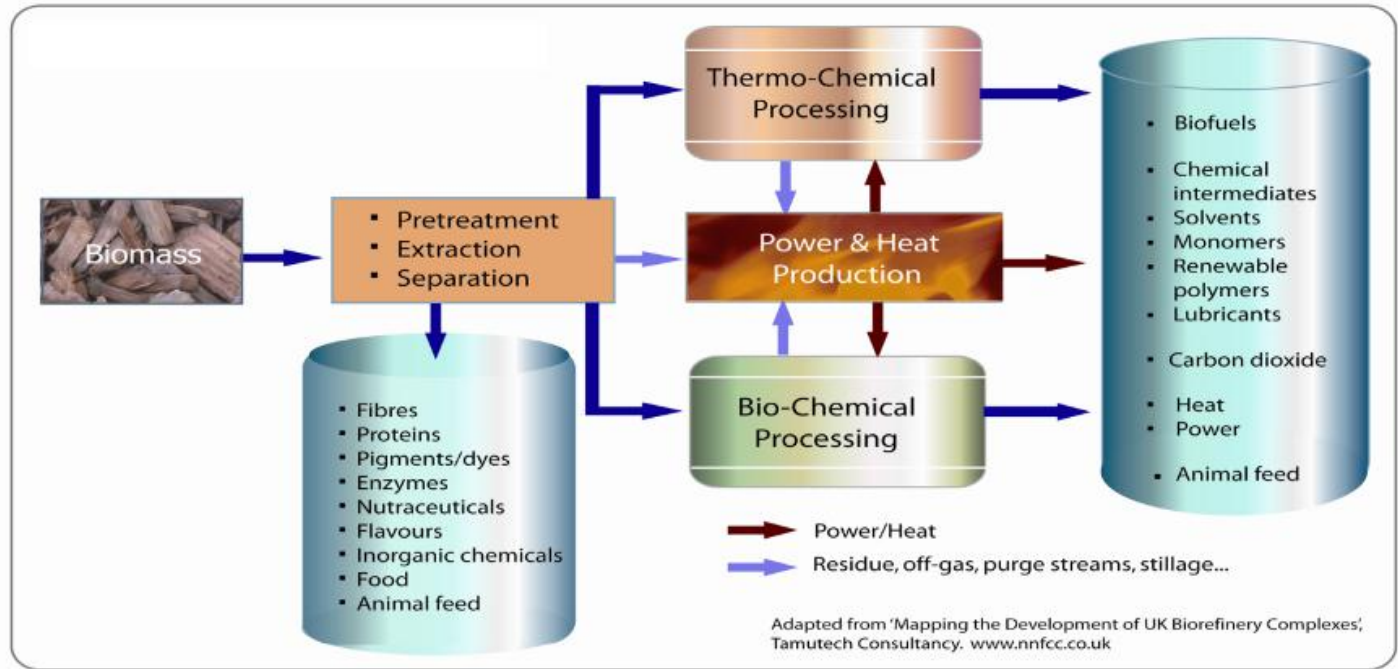 Thermo-Chemical
Processing
Biomass
▪ Pretreatment
▪ Extraction
▪ Separation
Power & Heat
Production
Bio-Chemical
Processing
▪ Fibres
▪ Proteins
▪ Pigments/dyes
▪ Enzymes
▪ Nutraceuticals
▪ Flavours
▪ Inorganic chemicals
▪ Food
▪ Animal feed
▪ Biofuels
▪ Chemical
intermediates
▪ Solvents
▪ Monomers
▪ Renewable
polymers
▪ Lubricants
▪ Carbon dioxide
▪ Heat
▪ Power
▪ Animal feed
Power/Heat
Residue, off-gas, purge streams, stillage...
Adapted from ‘Mapping the Development of UK Biorefinery Complexes’,
Tamutech Consultancy. www.nnfcc.co.uk